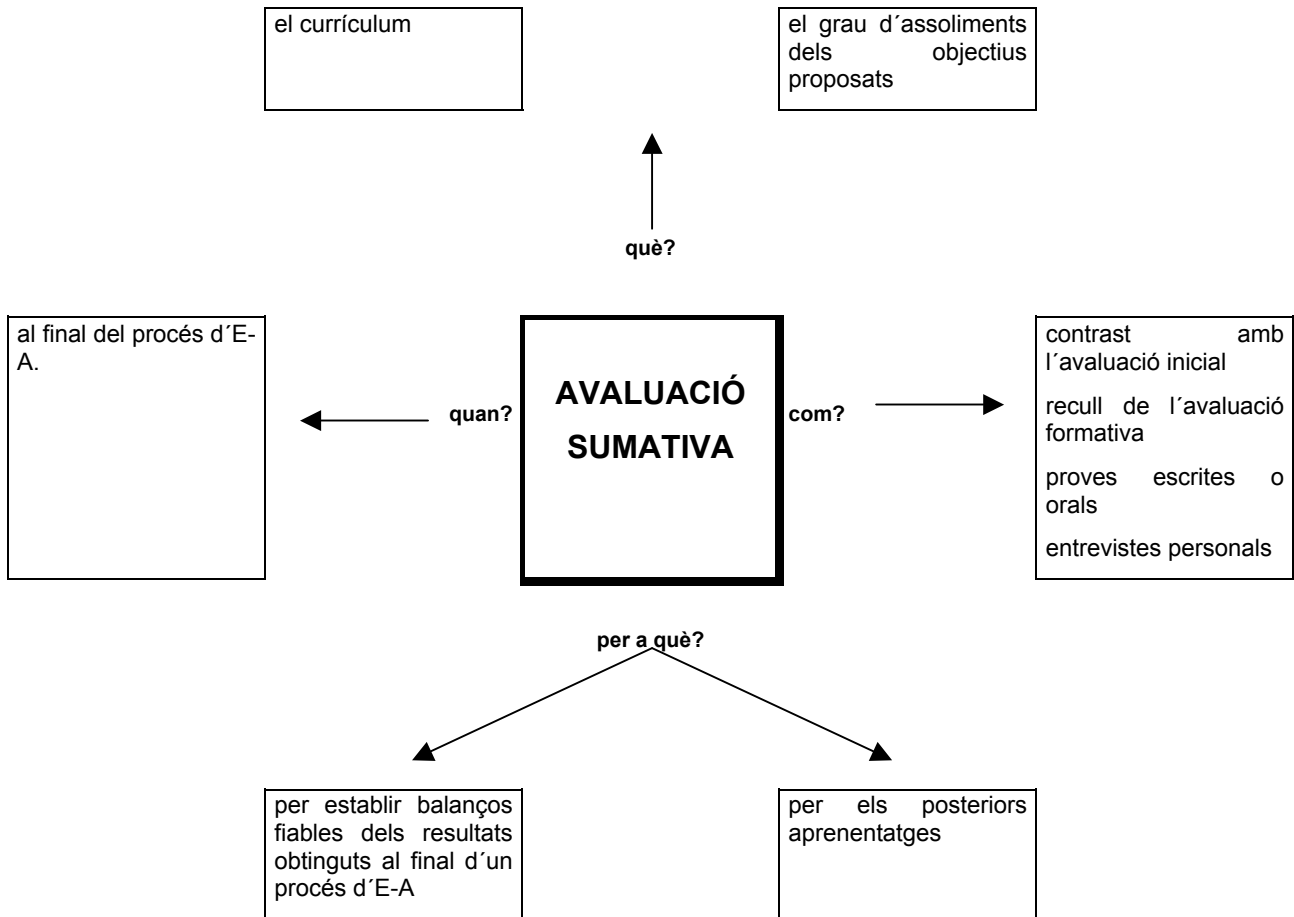 el currículum
el grau d´assoliments
dels objectius
proposats
què?
al final del procés d´E-
A.
quan?
AVALUACIÓ
SUMATIVA
com?
contrast amb
l´avaluació inicial
recull de l´avaluació
formativa
proves escrites o
orals
entrevistes personals
per a què?
per establir balanços
fiables dels resultats
obtinguts al final d´un
procés d´E-A
per els posteriors
aprenentatges